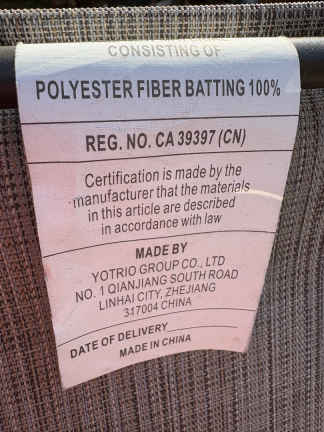 CONSISTING OF
POLYESTER FIBER BATTING 100%
REG. NO. CA 39397 (CN)
Certification is made by the
manufacturer that the materials
in this article are described
in accordance with law
MADE BY
YOTRIO GROUP CO., LTD
NO. 1 QIANJIANG SOUTH ROAD
LINHAI CITY, ZHEJIANG
317004 CHINA
DATE OF DELIVERY
MADE IN CHINA